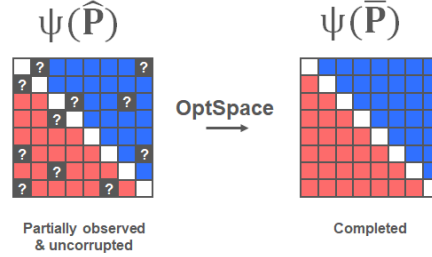 ψ(P̂) ψ(P̅)
? ?
?
? ?
?
OptSpace
? ?
?
? ?
Partially observed Completed
& uncorrupted